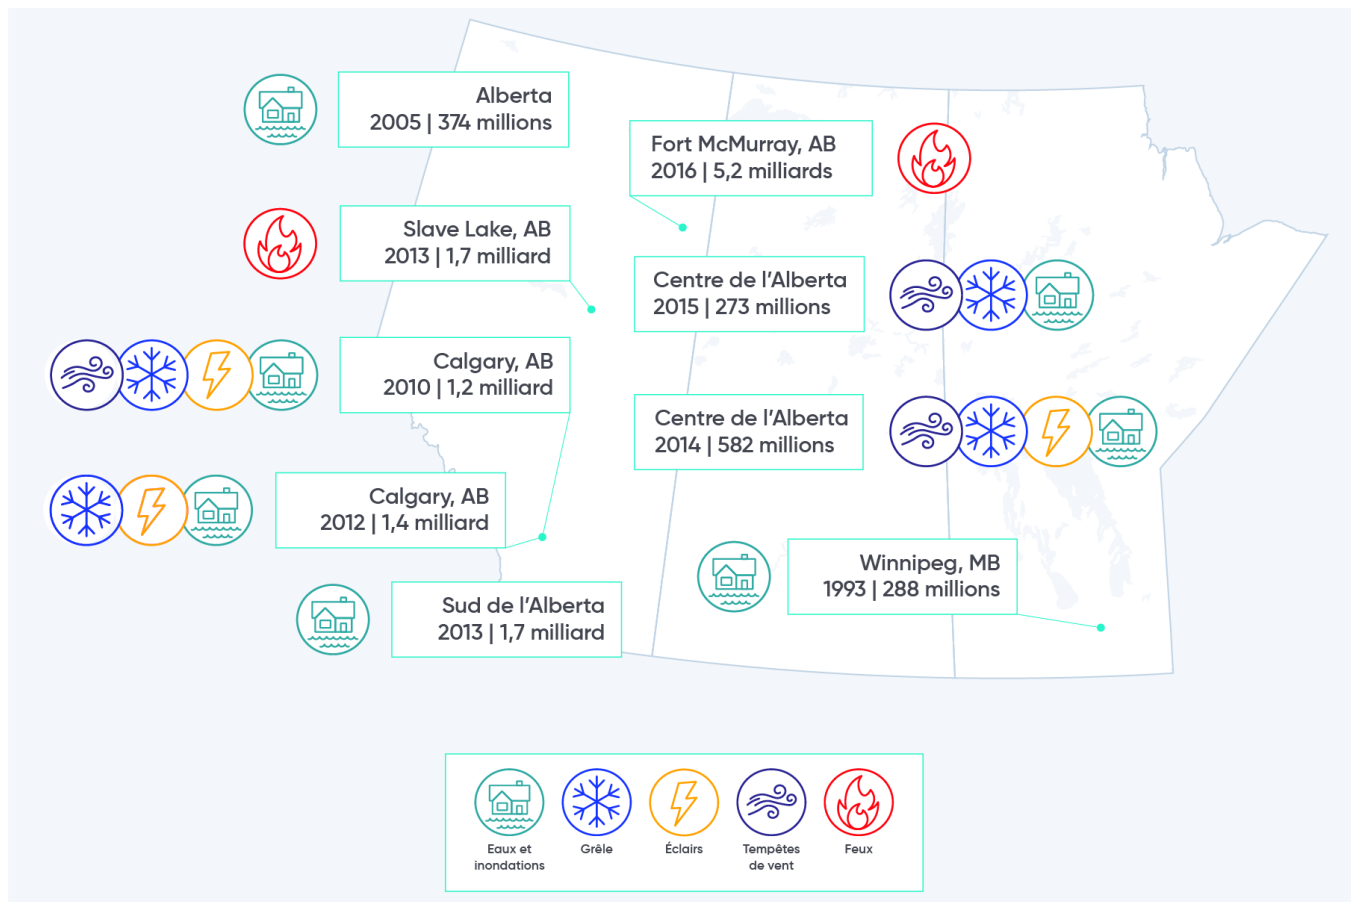 Alberta
2005 | 374 millions
Fort McMurray, AB
2016 | 5,2 milliards
Slave Lake, AB
2013 | 1,7 milliard
Centre de l’Alberta
2015 | 273 millions
Calgary, AB
2010 | 1,2 milliard
Centre de l’Alberta
2014 | 582 millions
Calgary, AB
2012 | 1,4 milliard
Winnipeg, MB
1993 | 288 millions
Sud de l’Alberta
2013 | 1,7 milliard
Eaux et
inondations
Grêle
Éclairs
Tempêtes
de vent
Feux